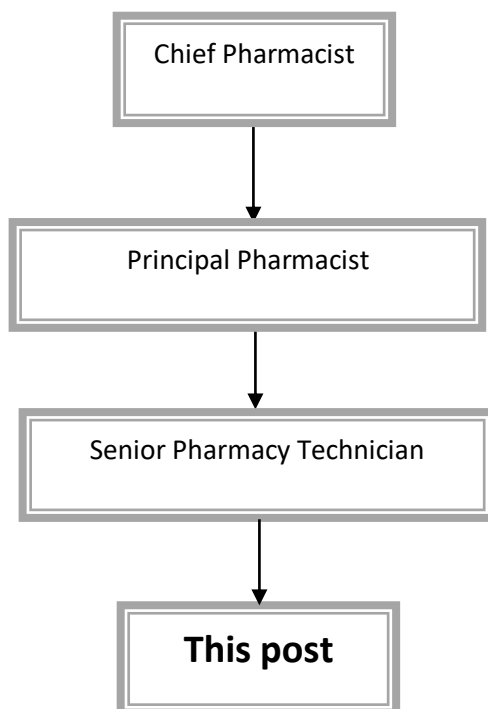 Chief Pharmacist
Principal Pharmacist
Senior Pharmacy Technician
This post